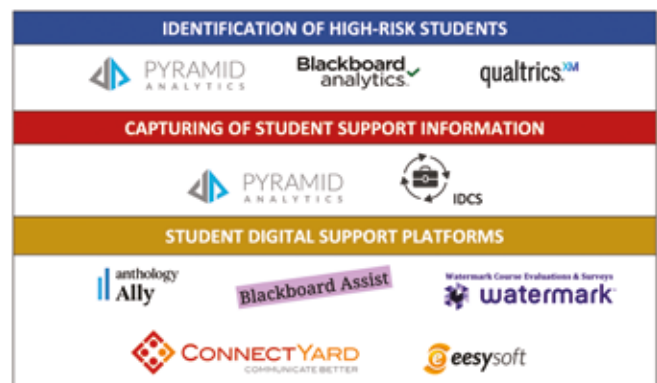 IDENTIFICATION OF HIGH-RISK STUDENTS
PYRAMID
ANALYTICS
Blackboard
analytics
qualtrics.XM
CAPTURING OF STUDENT SUPPORT INFORMATION
PYRAMID
ANALYTICS
IDCS
STUDENT DIGITAL SUPPORT PLATFORMS
anthology
Ally
Blackboard Assist
Watermark Course Evaluations & Surveys
watermark
CONNECTYARD
COMMUNICATE BETTER
eesysoft